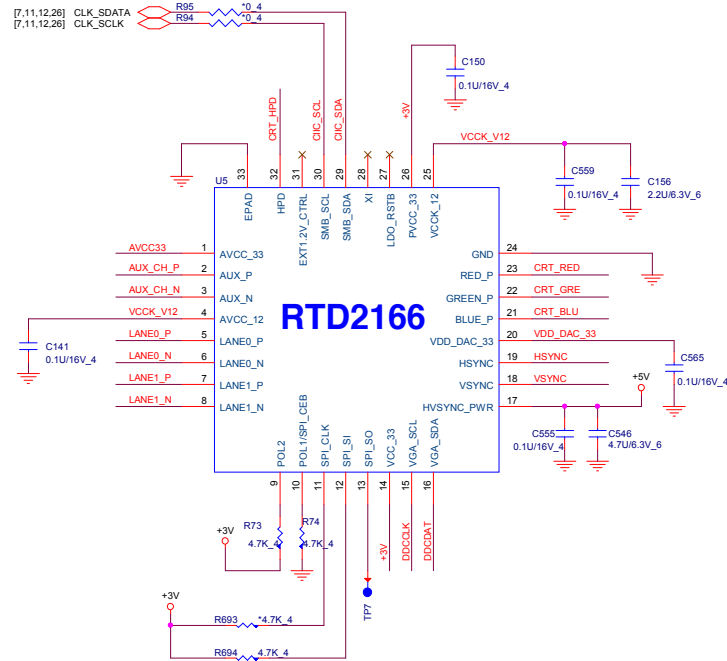 [7,11,12,26] CLK_SDATA R95 *0_4
[7,11,12,26] CLK_SCLK R94 *0_4
C150
0.1U/16V_4
+3V
CRT_HPD
CIIC_SCL
CIIC_SDA
VCCK_V12
C559
0.1U/16V_4
C156
2.2U/6.3V_6
33
32
31
30
29
28
27
26
25
U5
EPAD
HPD
EXT1.2V_CTRL
SMB_SCL
SMB_SDA
XI
LDO_RSTB
PVCC_33
VCCK_12
RTD2166
AVCC33 1 AVCC_33
AUX_CH_P 2 AUX_P
AUX_CH_N 3 AUX_N
VCCK_V12 4 AVCC_12
LANE0_P 5 LANE0_P
LANE0_N 6 LANE0_N
LANE1_P 7 LANE1_P
LANE1_N 8 LANE1_N
C141
0.1U/16V_4
GND 24
RED_P 23 CRT_RED
GREEN_P 22 CRT_GRE
BLUE_P 21 CRT_BLU
VDD_DAC_33 20 VDD_DAC_33
HSYNC 19 HSYNC
VSYNC 18 VSYNC
HVSYNC_PWR 17
C565
0.1U/16V_4
+5V
C555
0.1U/16V_4
C546
4.7U/6.3V_6
POL2
POL1/SPI_CEB
SPI_CLK
SPI_SI
SPI_SO
VCC_33
VGA_SCL
VGA_SDA
9
10
11
12
13
14
15
16
+3V
R73
4.7K_4
R74
4.7K_4
+3V
DDCCLK
DDCDAT
TP7
+3V
R693 *4.7K_4
R694 4.7K_4